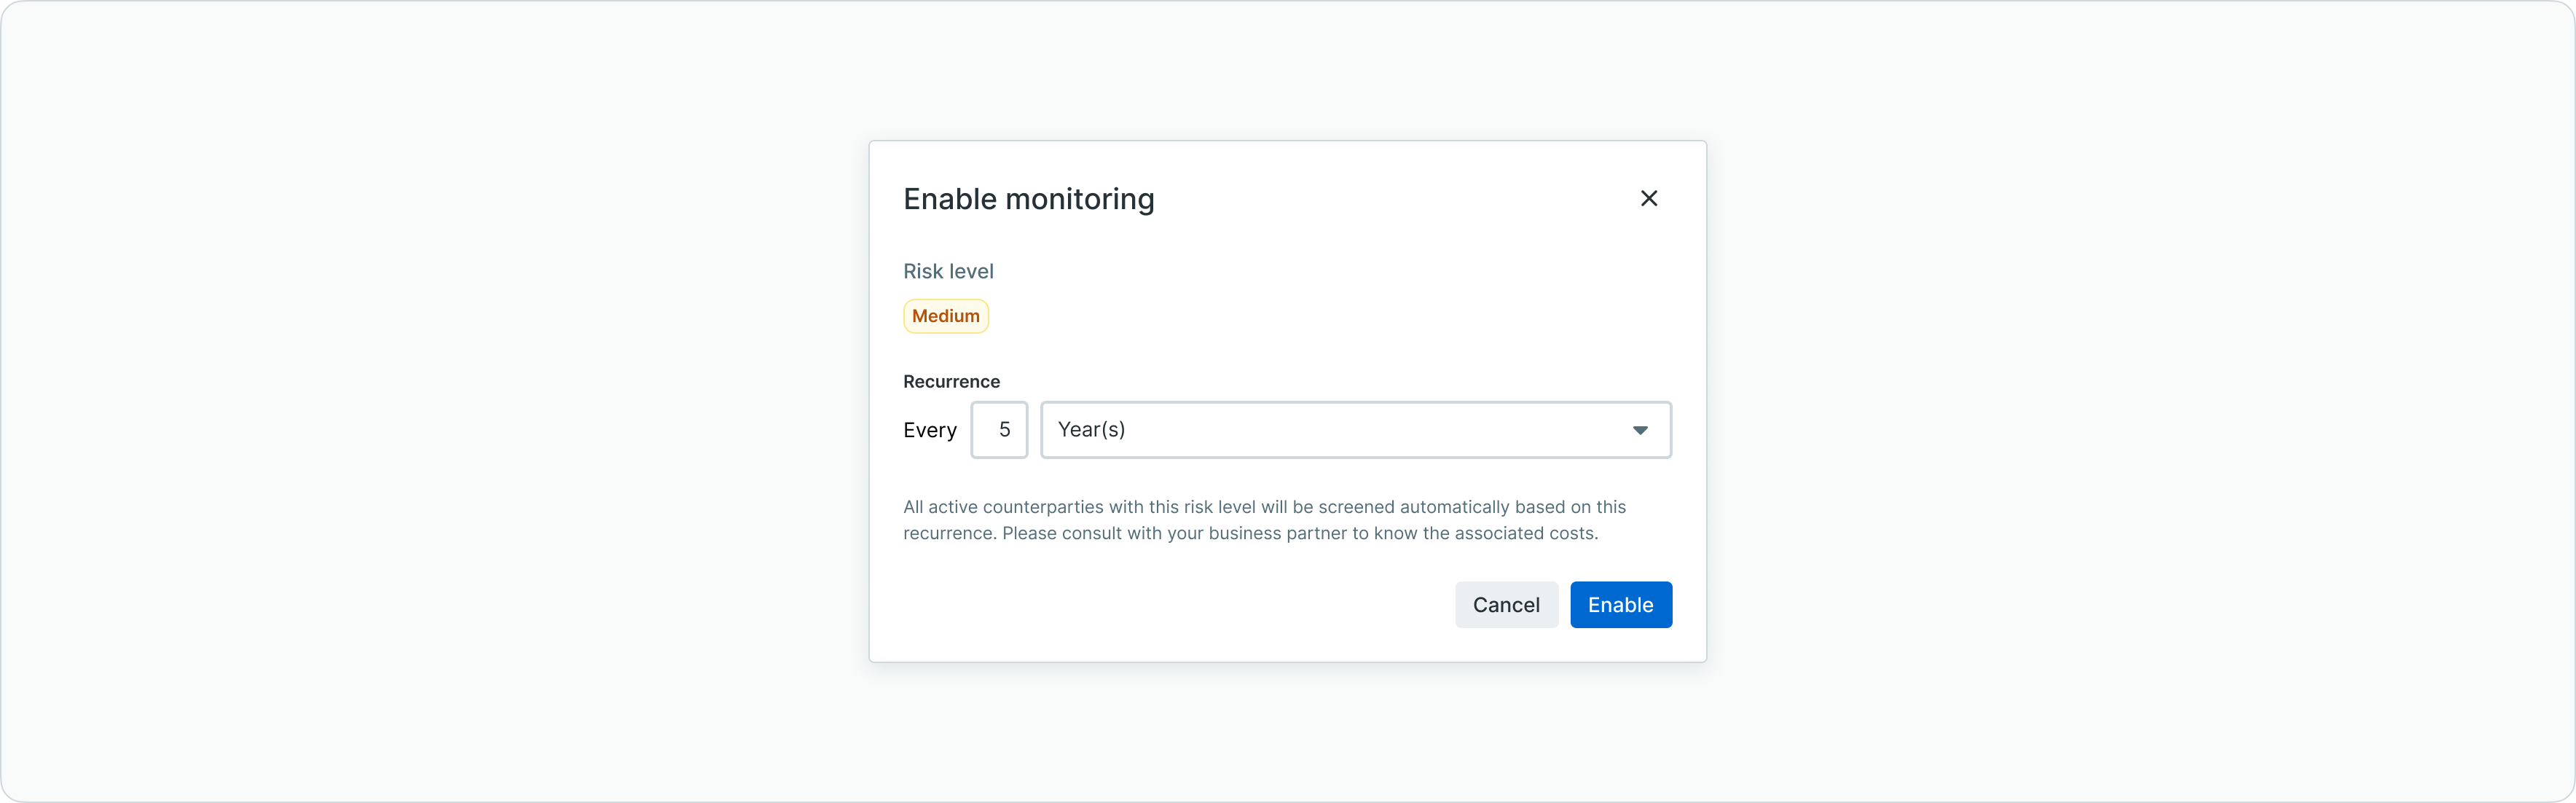 Enable monitoring
Risk level
Medium
Recurrence
Every 5 Year(s)
All active counterparties with this risk level will be screened automatically based on this
recurrence. Please consult with your business partner to know the associated costs.
Cancel Enable